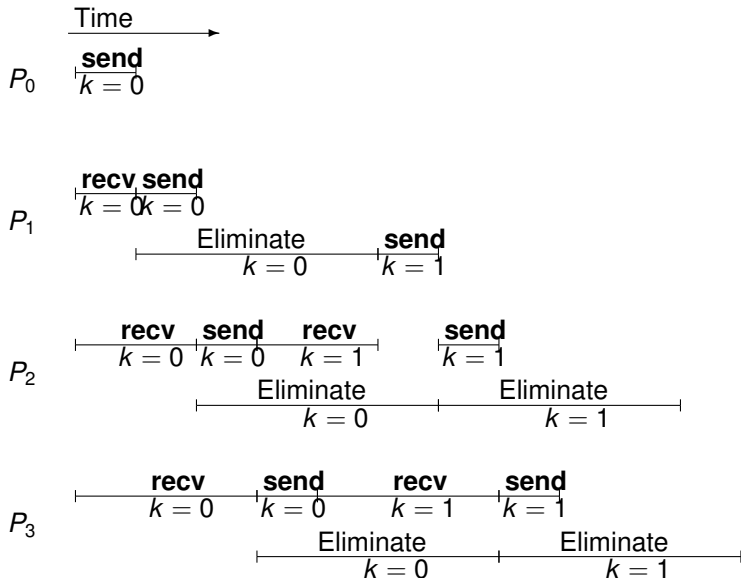 Time
send
P0
k = 0
recv send
k = 0 k = 0
P1
Eliminate send
k = 0 k = 1
recv send recv send
k = 0 k = 0 k = 1 k = 1
P2
Eliminate Eliminate
k = 0 k = 1
recv send recv send
k = 0 k = 0 k = 1 k = 1
P3
Eliminate Eliminate
k = 0 k = 1